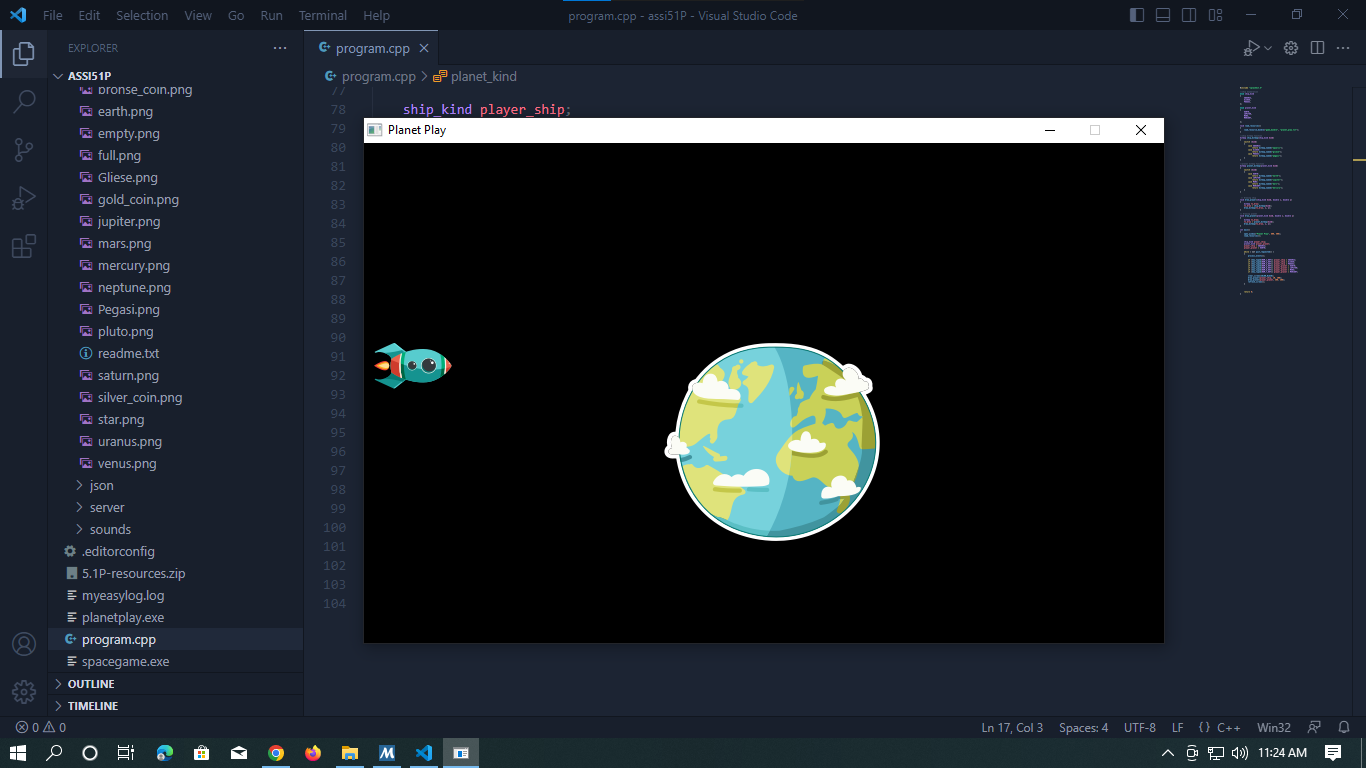 File Edit Selection View Go Run Terminal Help
program.cpp - assi51P - Visual Studio Code
EXPLORER
program.cpp
ASSI51P
program.cpp > planet_kind
bronse_coin.png
earth.png
empty.png
full.png
Gliese.png
gold_coin.png
jupiter.png
mars.png
mercury.png
neptune.png
Pegasi.png
pluto.png
readme.txt
saturn.png
silver_coin.png
star.png
uranus.png
venus.png
json
server
sounds
.editorconfig
5.1P-resources.zip
myeasylog.log
planetplay.exe
program.cpp
spacegame.exe
OUTLINE
TIMELINE
77
78 ship_kind player_ship;
79
80
81
82
83
84
85
86
87
88
89
90
91
92
93
94
95
96
97
98
99
100
101
102
103
104
Planet Play
0 0
Ln 17, Col 3 Spaces: 4 UTF-8 LF {} C++ Win32
11:24 AM